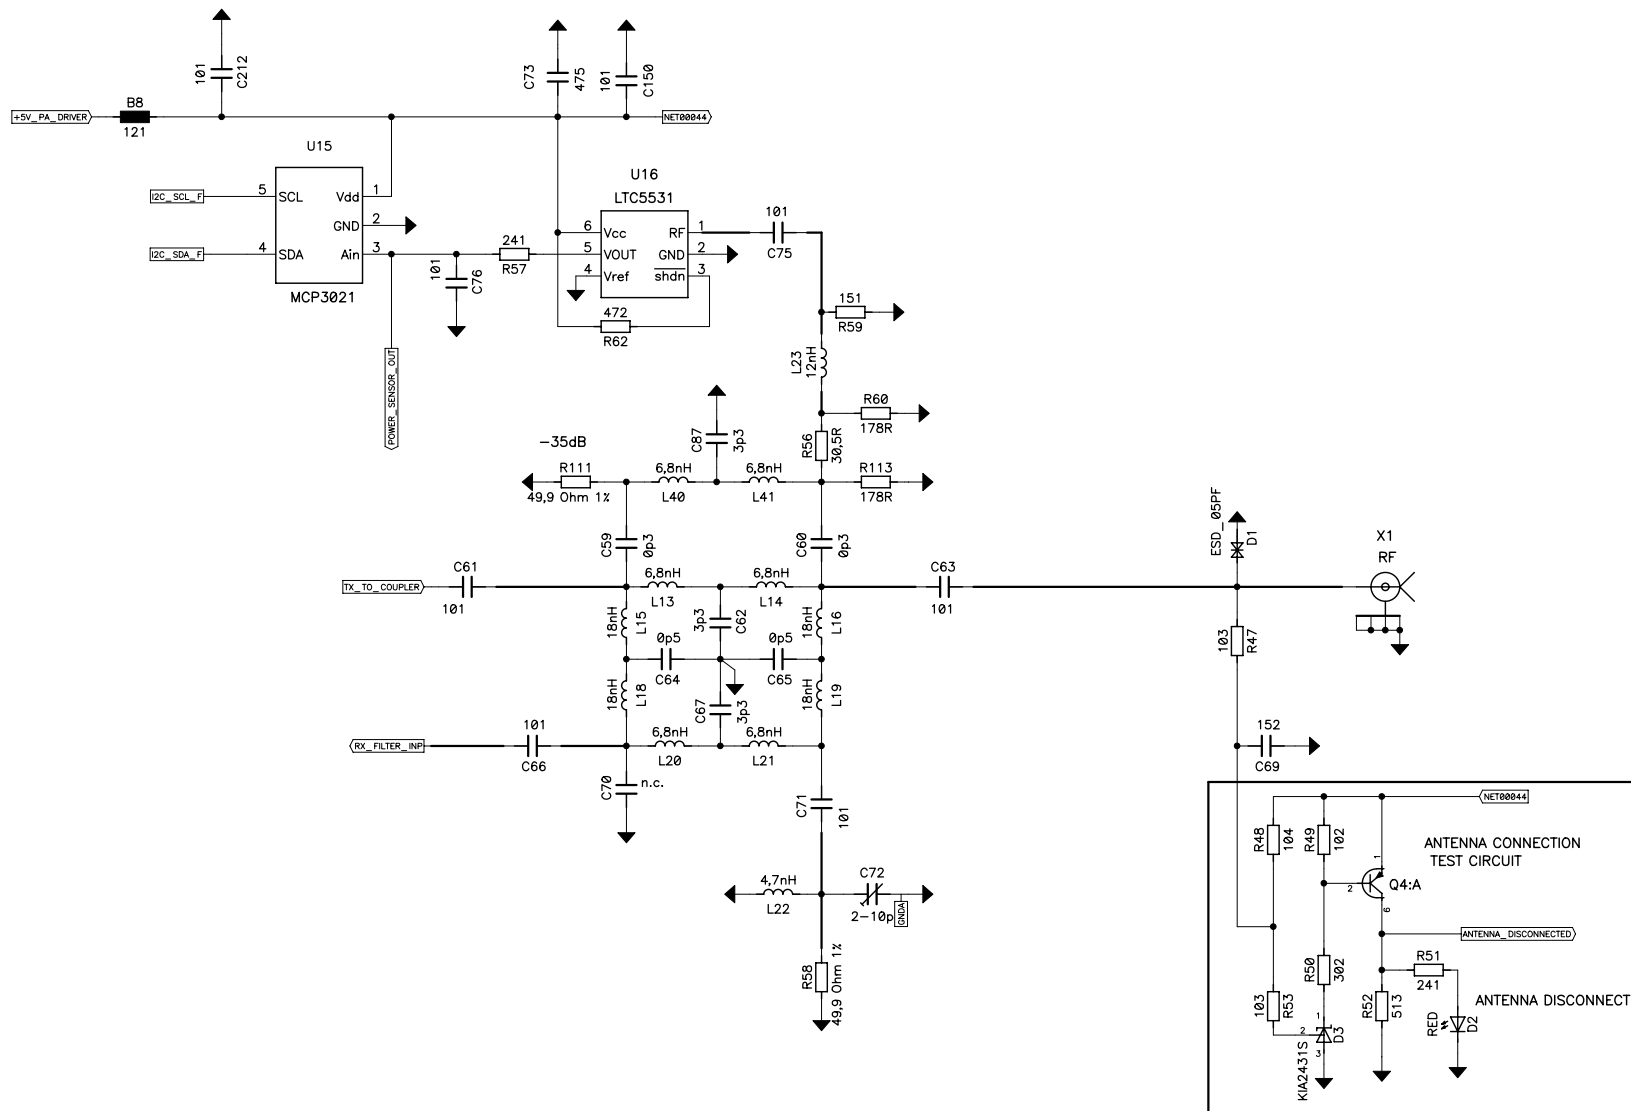 101
C212
C73
475
101
C150
+5V_PA_DRIVER
B8
121
NET00044
U15
I2C_SCL_F
5
SCL
Vdd
1
GND
2
I2C_SDA_F
4
SDA
Ain
3
MCP3021
101
C76
241
R57
U16
LTC5531
6
Vcc
RF
1
5
VOUT
GND
2
4
Vref
shdn
3
472
R62
101
C75
151
R59
L23
12nH
POWER_SENSOR_OUT
R60
178R
R56
30,5R
C87
3p3
-35dB
R111
49,9 Ohm 1%
6,8nH
L40
6,8nH
L41
R113
178R
C59
0p3
C60
0p3
TX_TO_COUPLER
C61
101
6,8nH
L13
6,8nH
L14
C63
101
ESD_05PF
D1
X1
RF
18nH
L15
3p3
C62
18nH
L16
103
R47
0p5
C64
0p5
C65
18nH
L18
C67
3p3
18nH
L19
RX_FILTER_INP
101
C66
6,8nH
L20
6,8nH
L21
152
C69
C70
n.c.
C71
101
4,7nH
L22
C72
2-10p
GNDA
R58
49,9 Ohm 1%
NET00044
R48
104
R49
102
ANTENNA CONNECTION
TEST CIRCUIT
1
2
Q4:A
6
ANTENNA_DISCONNECTED
R50
302
R51
241
103
R53
R52
513
ANTENNA DISCONNECT
RED
D2
1
2
3
D3
KIA2431S